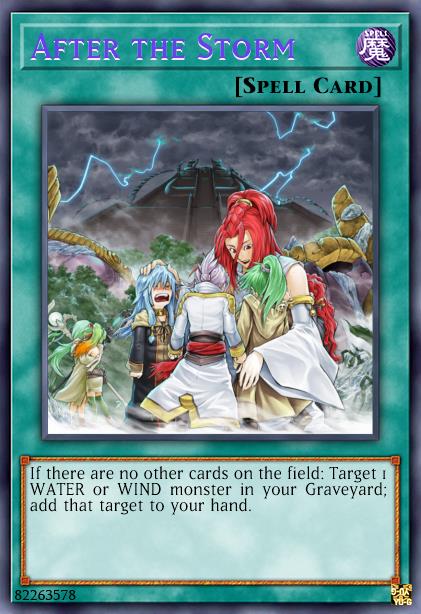 After the Storm
SPELL
魔
[Spell Card]
If there are no other cards on the field: Target 1
WATER or WIND monster in your Graveyard;
add that target to your hand.
82263578